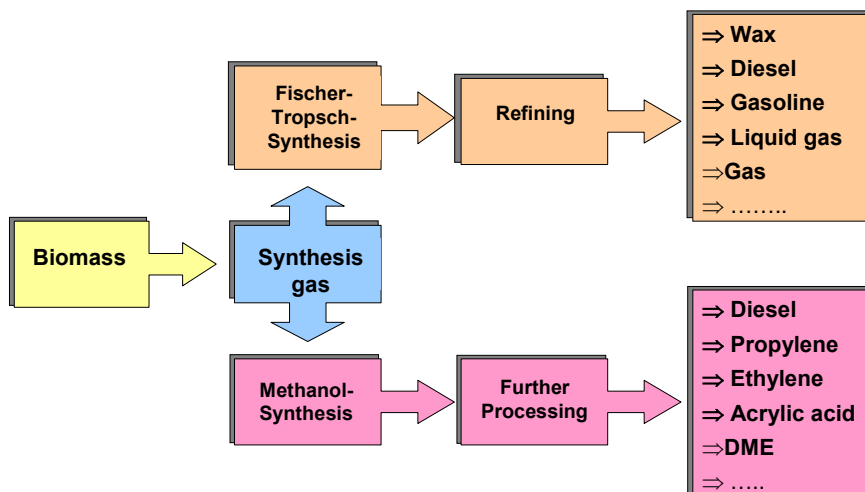 Fischer-
Tropsch-
Synthesis
Refining
⇒ Wax
⇒ Diesel
⇒ Gasoline
⇒ Liquid gas
⇒Gas
⇒ ……..
Biomass
Synthesis
gas
Methanol-
Synthesis
Further
Processing
⇒ Diesel
⇒ Propylene
⇒ Ethylene
⇒ Acrylic acid
⇒DME
⇒ …..